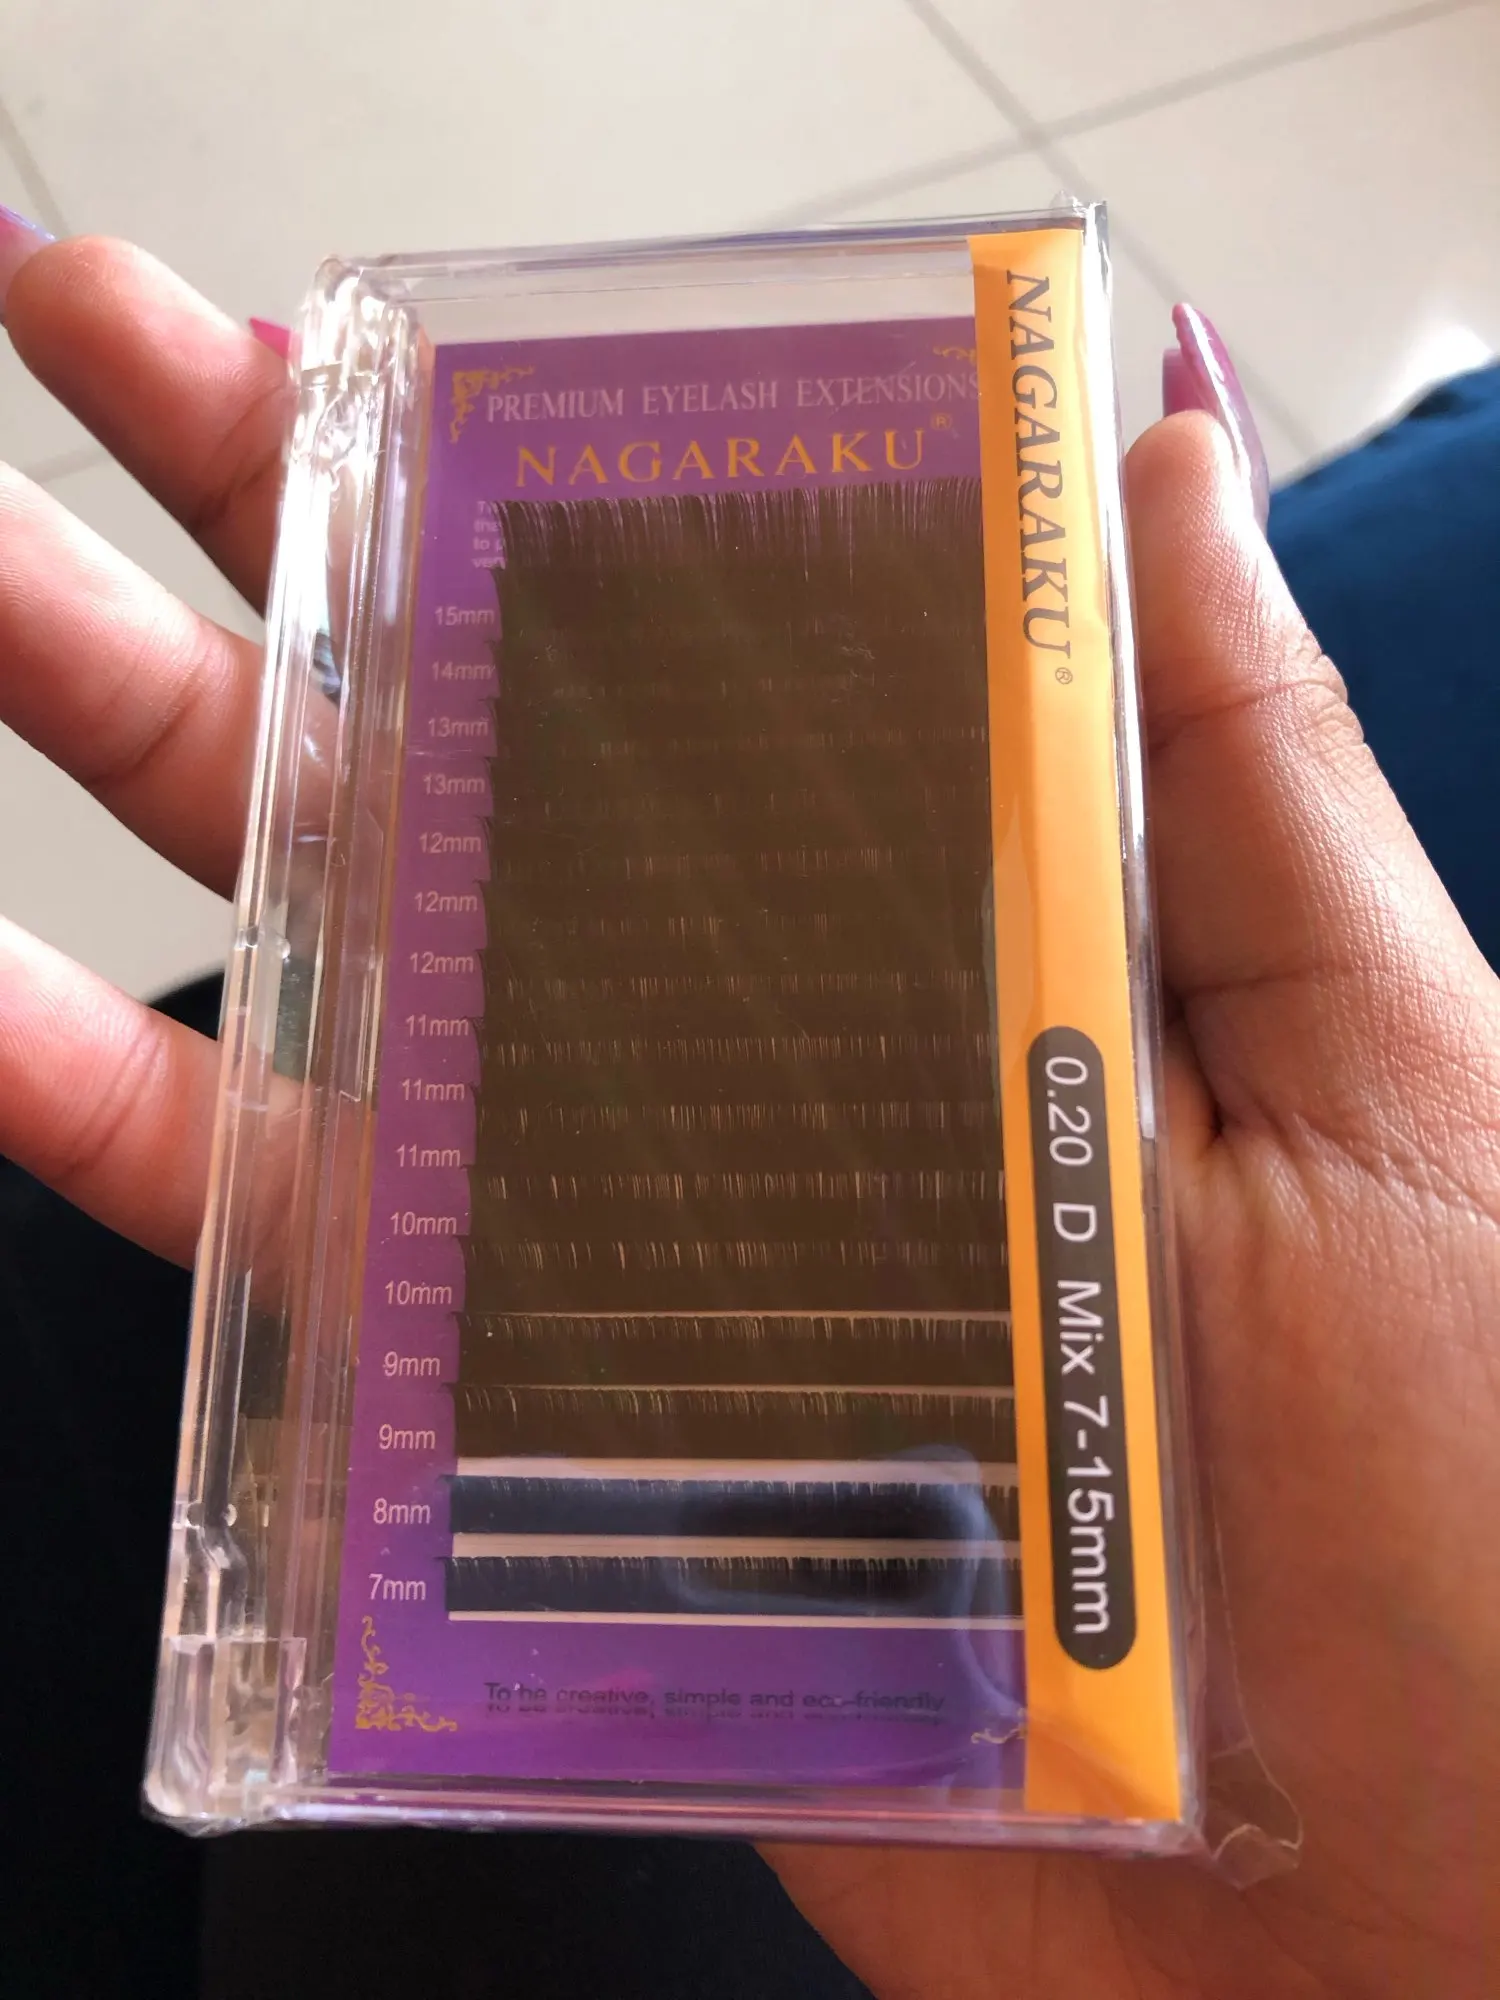 PREMIUM EYELASH EXTENSIONS
NAGARAKU®
to
15mm
14mm
13mm
13mm
12mm
12mm
12mm
11mm
11mm
11mm
10mm
10mm
9mm
9mm
8mm
7mm
To be creative, simple and eco-friendly
NAGARAKU®
0.20 D Mix 7-15mm